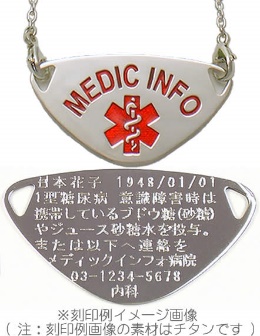 MEDIC INFO
日本花子 1948/01/01
1型糖尿病 意識障害時は
携帯しているブドウ糖(砂糖)
やジュース砂糖水を投与。
または以下へ連絡を
メディックインフォ病院
03-1234-5678
内科
※刻印例イメージ画像
( 注：刻印例画像の素材はチタンです )